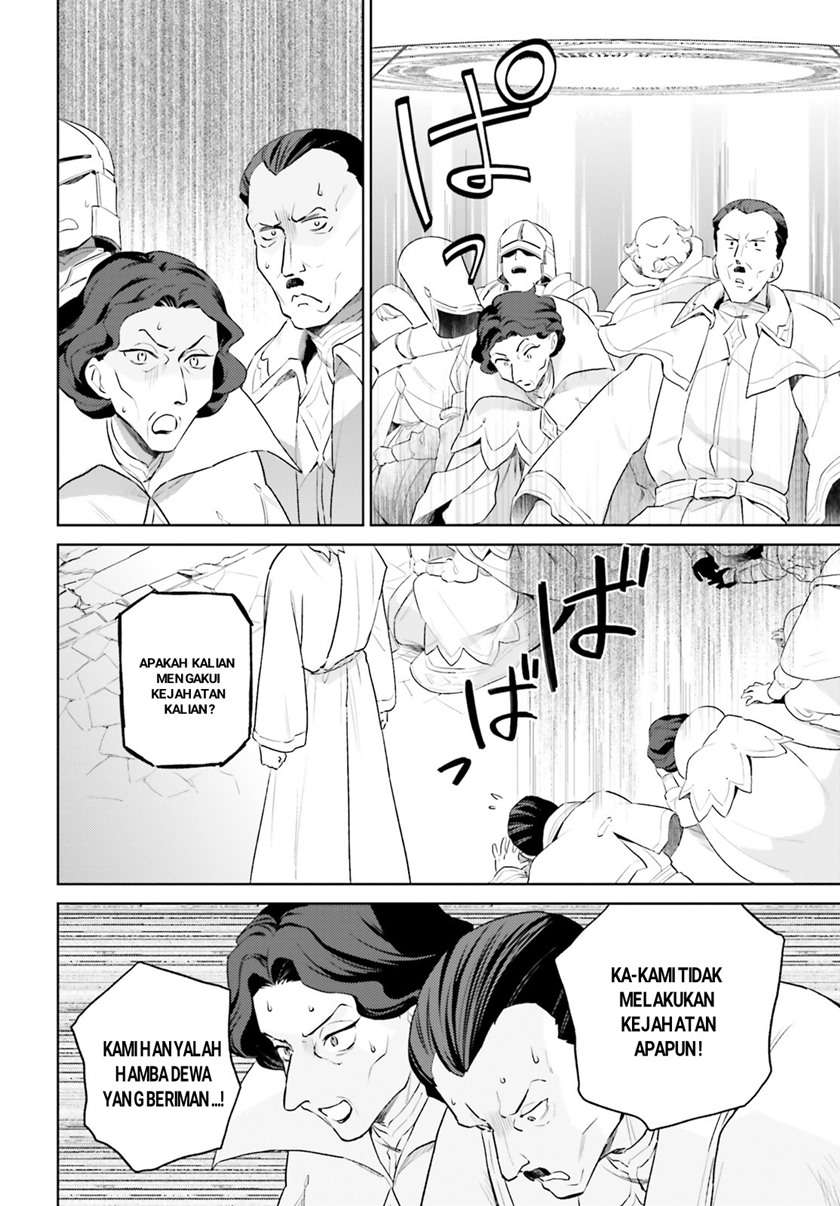 ぱっ
ばばっ
APAKAH KALIAN
MENGAKUI
KEJAHATAN
KALIAN?
KA-KAMI TIDAK
MELAKUKAN
KEJAHATAN
APAPUN!
KAMI HANYALAH
HAMBA DEWA
YANG BERIMAN...!